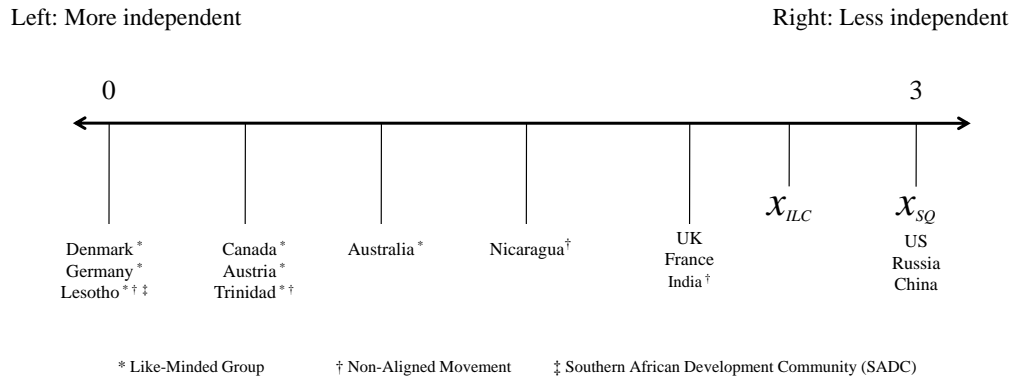 Left: More independent Right: Less independent
0 3
x_ILC x_SQ
Denmark * Canada * Australia * Nicaragua † UK US
Germany * Austria * France Russia
Lesotho * † ‡ Trinidad * † India † China
* Like-Minded Group † Non-Aligned Movement ‡ Southern African Development Community (SADC)